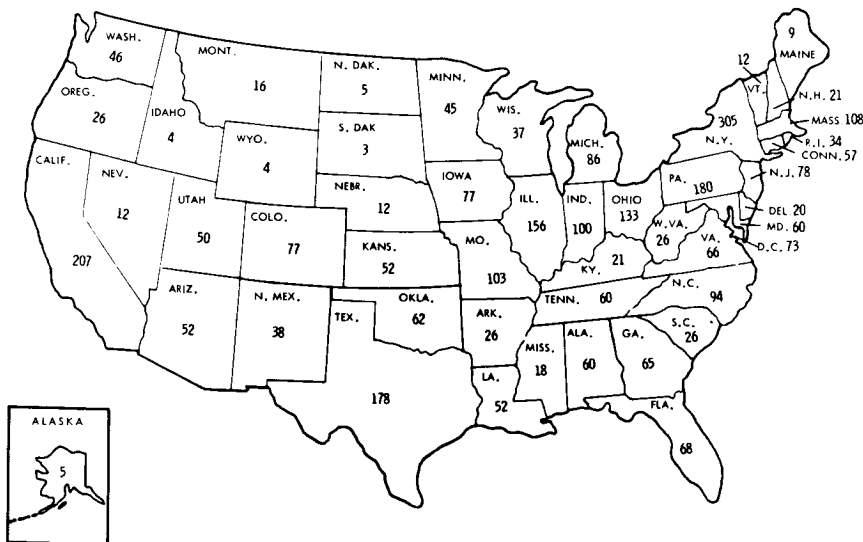 WASH.
46
OREG.
26
CALIF.
207
IDAHO
4
NEV.
12
MONT.
16
WYO.
4
UTAH
50
COLO.
77
ARIZ.
52
N. MEX.
38
N. DAK.
5
S. DAK
3
NEBR.
12
KANS.
52
OKLA.
62
TEX.
178
MINN.
45
IOWA
77
MO.
103
ARK.
26
LA.
52
WIS.
37
ILL.
156
MICH.
86
IND.
100
OHIO
133
KY.
21
TENN. 60
MISS.
18
ALA.
60
GA.
65
FLA.
68
S.C.
26
N.C.
94
VA.
66
W.VA.
26
PA.
180
305
N.Y.
12
VT.
9
MAINE
N.H. 21
MASS 108
R.I. 34
CONN. 57
N.J. 78
DEL 20
MD. 60
D.C. 73
ALASKA
5